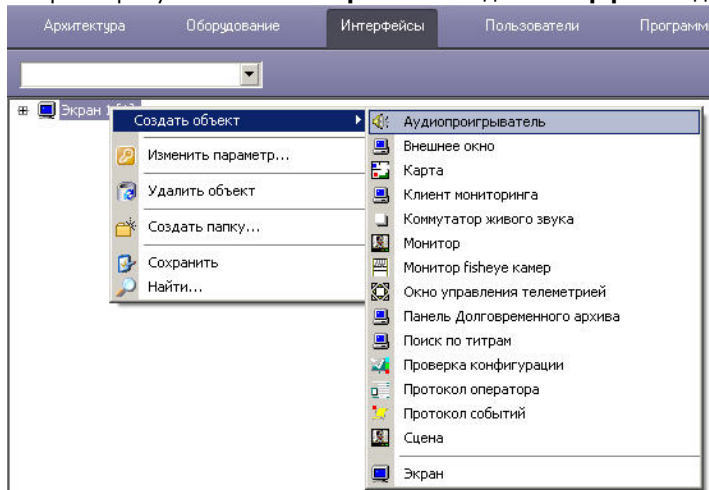 Архитектура Оборудование Интерфейсы Пользователи Программ
Экран 1
Создать объект
Изменить параметр...
Удалить объект
Создать папку...
Сохранить
Найти...
Аудиопроигрыватель
Внешнее окно
Карта
Клиент мониторинга
Коммутатор живого звука
Монитор
Монитор fisheye камер
Окно управления телеметрией
Панель Долговременного архива
Поиск по титрам
Проверка конфигурации
Протокол оператора
Протокол событий
Сцена
Экран